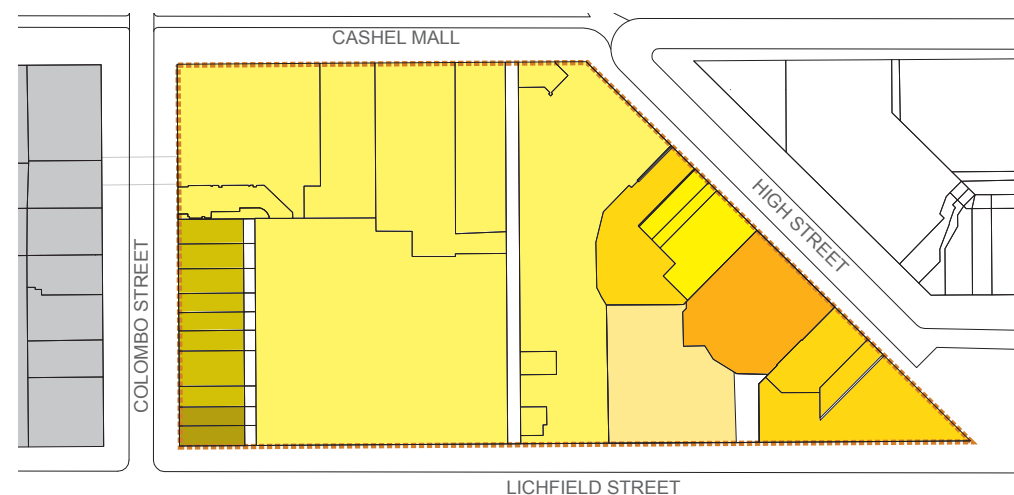 CASHEL MALL
HIGH STREET
COLOMBO STREET
LICHFIELD STREET